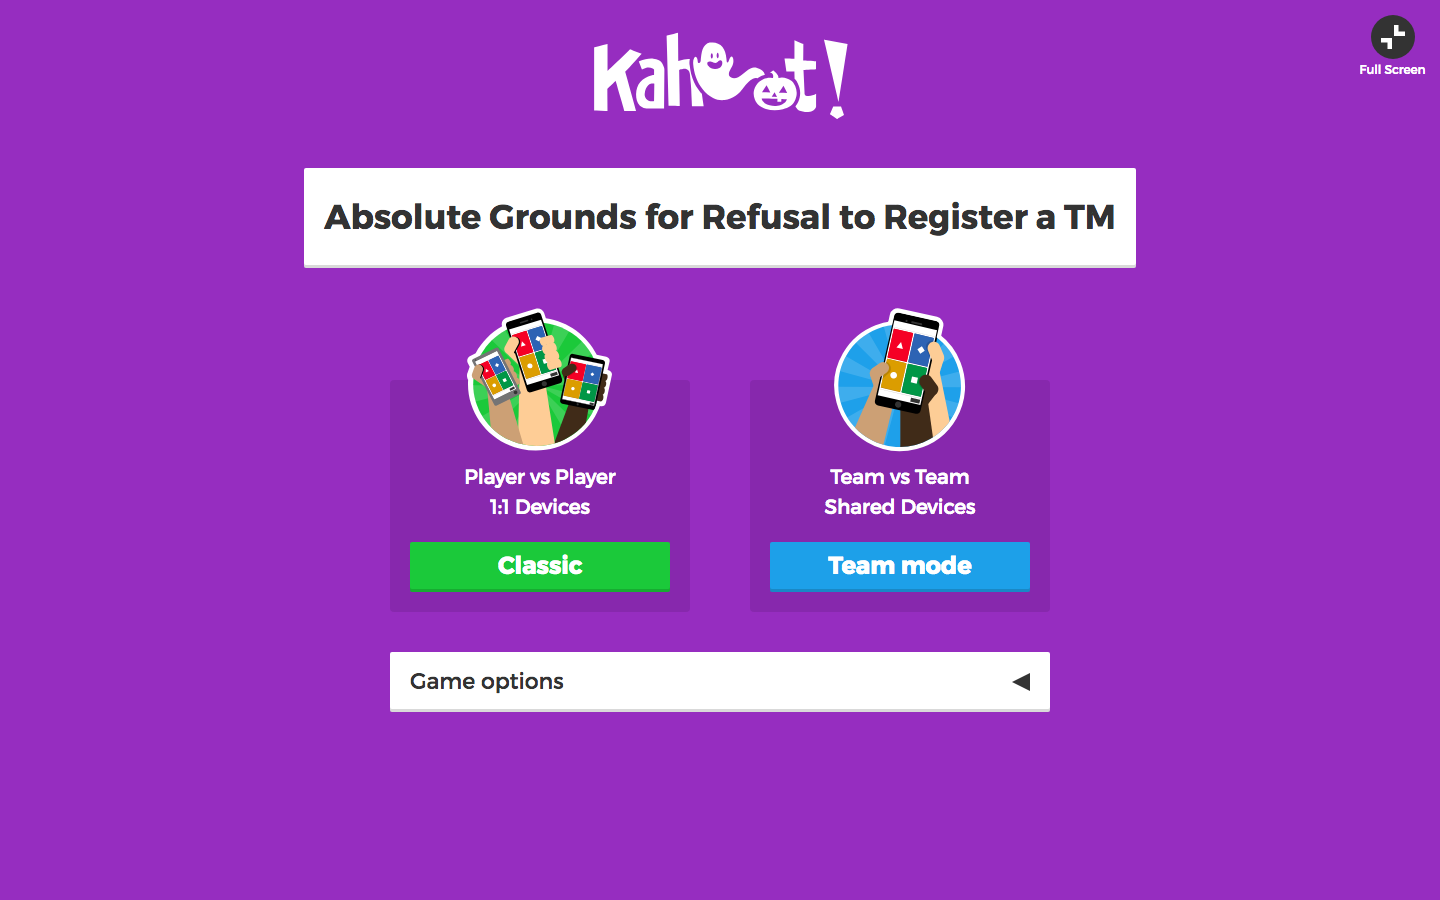 Kahoot!
Full Screen
Absolute Grounds for Refusal to Register a TM
Player vs Player
1:1 Devices
Classic
Team vs Team
Shared Devices
Team mode
Game options